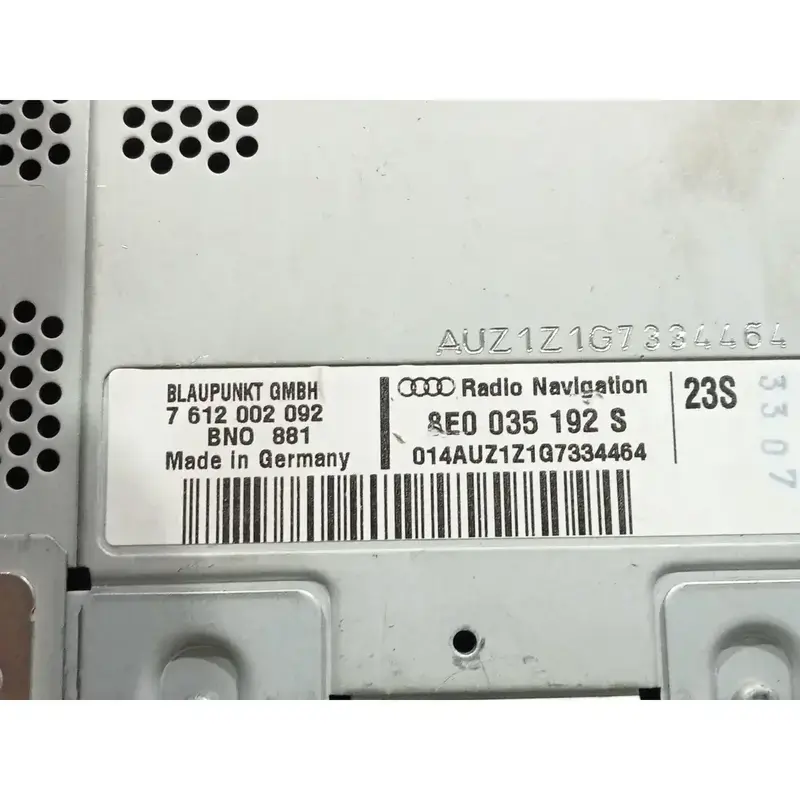 AUZ1Z1G7334464
BLAUPUNKT GMBH
7 612 002 092
BNO 881
Made in Germany
Radio Navigation
8E0 035 192 S
014AUZ1Z1G7334464
23S
3307